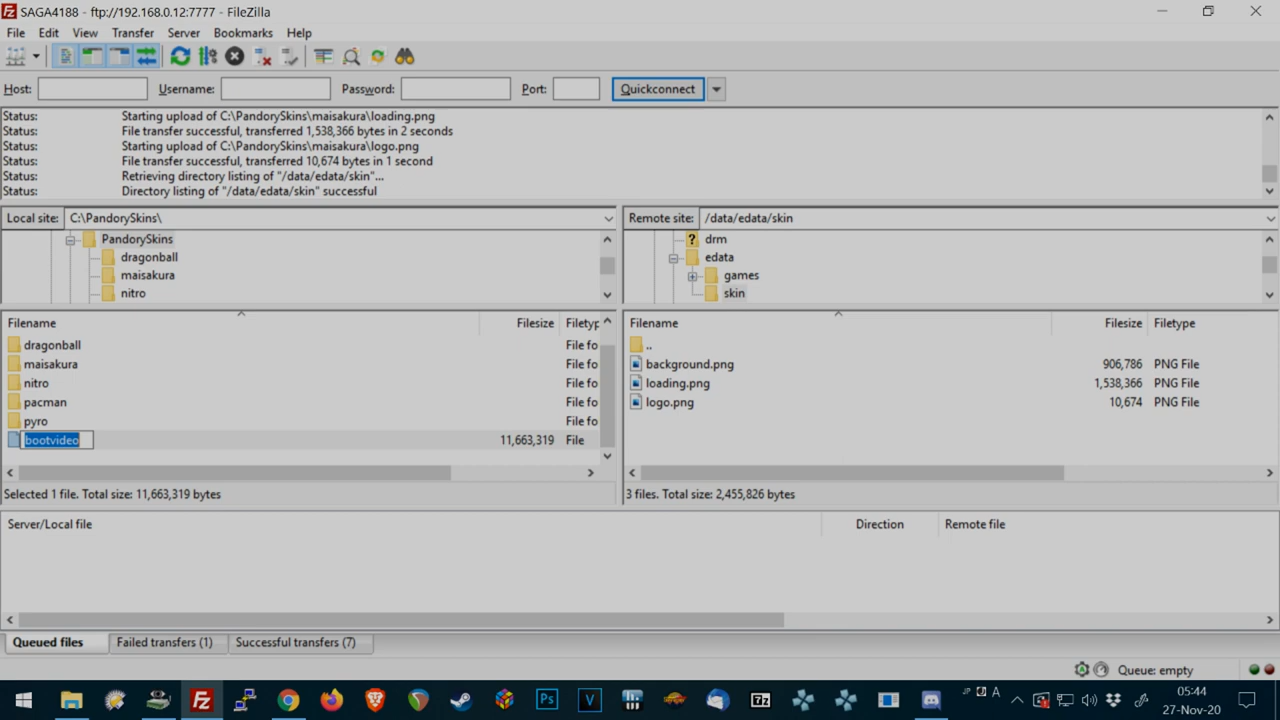 SAGA4188 - ftp://192.168.0.12:7777 - FileZilla
File Edit View Transfer Server Bookmarks Help
Host: Username: Password: Port: Quickconnect
Status: Starting upload of C:\PandorySkins\maisakura\loading.png
Status: File transfer successful, transferred 1,538,366 bytes in 2 seconds
Status: Starting upload of C:\PandorySkins\maisakura\logo.png
Status: File transfer successful, transferred 10,674 bytes in 1 second
Status: Retrieving directory listing of "/data/edata/skin"...
Status: Directory listing of "/data/edata/skin" successful
Local site: C:\PandorySkins\
PandorySkins
dragonball
maisakura
nitro
Remote site: /data/edata/skin
? drm
edata
games
skin
Filename Filesize Filetyp
dragonball File fo
maisakura File fo
nitro File fo
pacman File fo
pyro File fo
bootvideo 11,663,319 File
Selected 1 file. Total size: 11,663,319 bytes
Filename Filesize Filetype
..
background.png 906,786 PNG File
loading.png 1,538,366 PNG File
logo.png 10,674 PNG File
3 files. Total size: 2,455,826 bytes
Server/Local file Direction Remote file
Queued files Failed transfers (1) Successful transfers (7)
Queue: empty
Fz Ps V 7z JP A 05:44
27-Nov-20